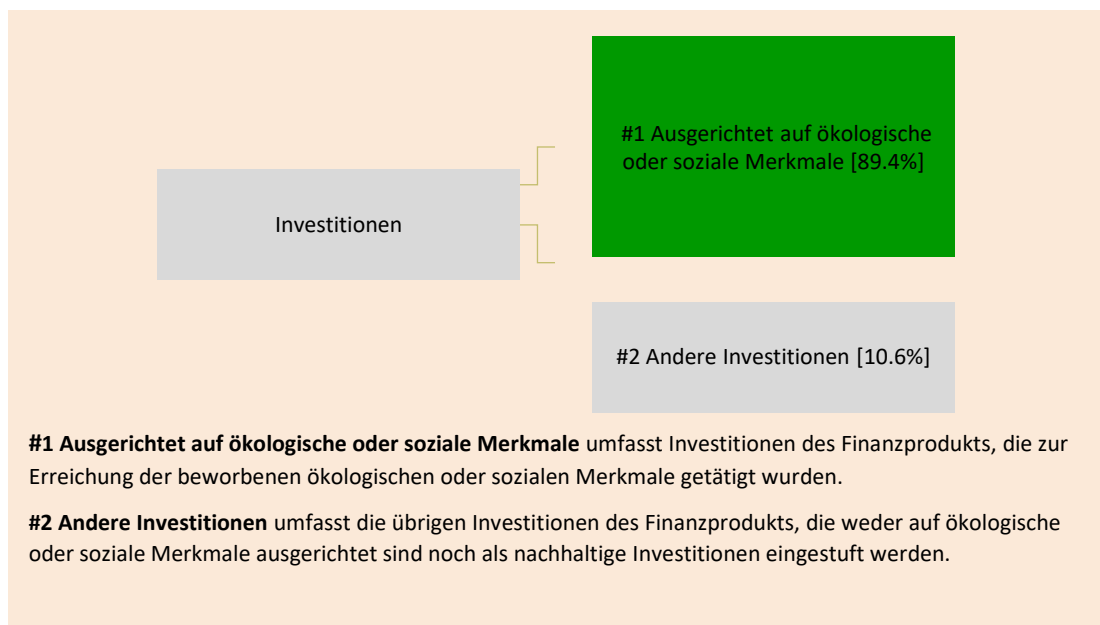 #1 Ausgerichtet auf ökologische
oder soziale Merkmale [89.4%]
Investitionen
#2 Andere Investitionen [10.6%]
#1 Ausgerichtet auf ökologische oder soziale Merkmale umfasst Investitionen des Finanzprodukts, die zur
Erreichung der beworbenen ökologischen oder sozialen Merkmale getätigt wurden.
#2 Andere Investitionen umfasst die übrigen Investitionen des Finanzprodukts, die weder auf ökologische
oder soziale Merkmale ausgerichtet sind noch als nachhaltige Investitionen eingestuft werden.